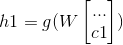 h1 = g(W [... c1])